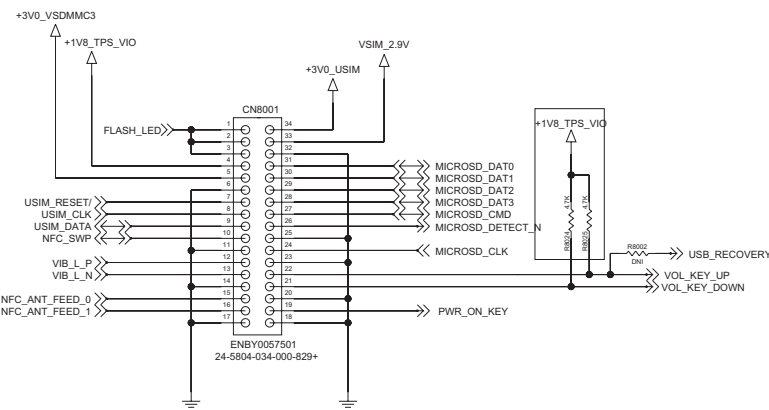 +3V0_VSDMMC3
+1V8_TPS_VIO
VSIM_2.9V
+3V0_USIM
CN8001
FLASH_LED
1
2
3
4
5
6
7
8
9
10
11
12
13
14
15
16
17
34
33
32
31
30
29
28
27
26
25
24
23
22
21
20
19
18
USIM_RESET/
USIM_CLK
USIM_DATA
NFC_SWP
VIB_L_P
VIB_L_N
NFC_ANT_FEED_0
NFC_ANT_FEED_1
MICROSD_DAT0
MICROSD_DAT1
MICROSD_DAT2
MICROSD_DAT3
MICROSD_CMD
MICROSD_DETECT_N
MICROSD_CLK
+1V8_TPS_VIO
4.7K
4.7K
R8024
R8025
R8002
DNI
USB_RECOVERY
VOL_KEY_UP
VOL_KEY_DOWN
PWR_ON_KEY
ENBY0057501
24-5804-034-000-829+